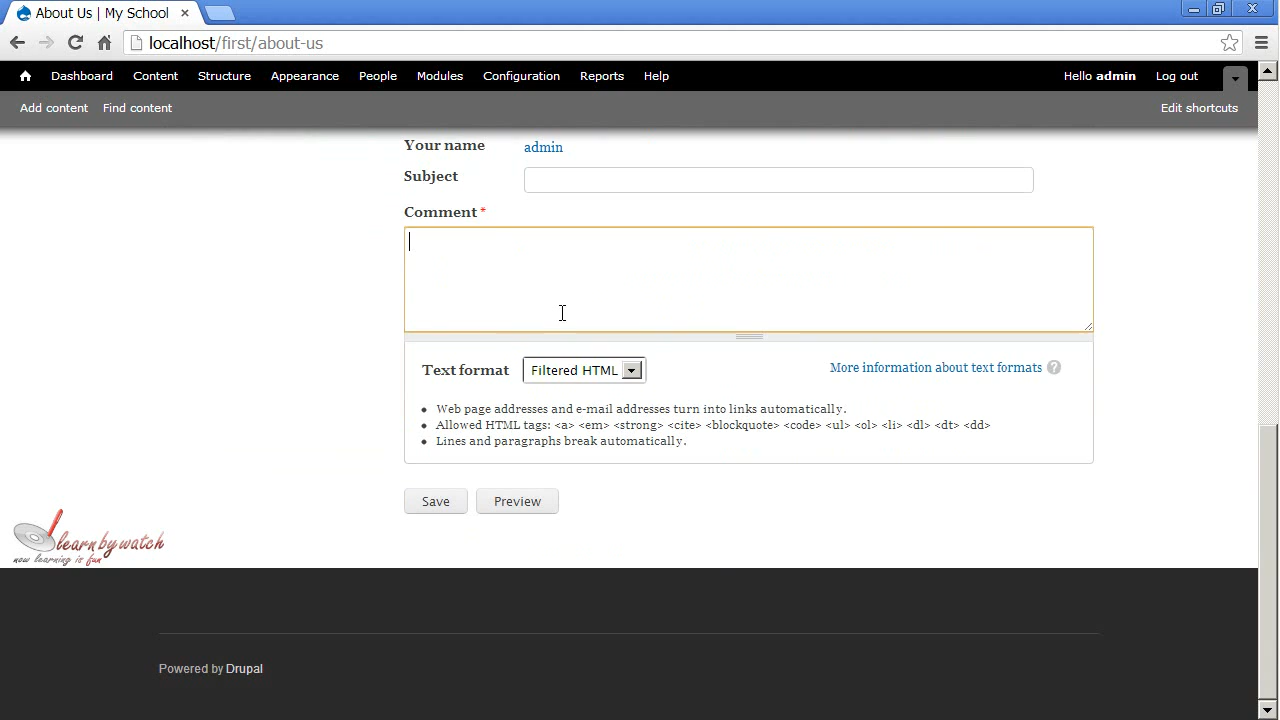 About Us | My School
localhost/first/about-us
Dashboard Content Structure Appearance People Modules Configuration Reports Help Hello admin Log out
Add content Find content Edit shortcuts
Your name admin
Subject
Comment *
Text format Filtered HTML More information about text formats ?
Web page addresses and e-mail addresses turn into links automatically.
Allowed HTML tags: <a> <em> <strong> <cite> <blockquote> <code> <ul> <ol> <li> <dl> <dt> <dd>
Lines and paragraphs break automatically.
Save Preview
learn by watch
now learning is fun
Powered by Drupal